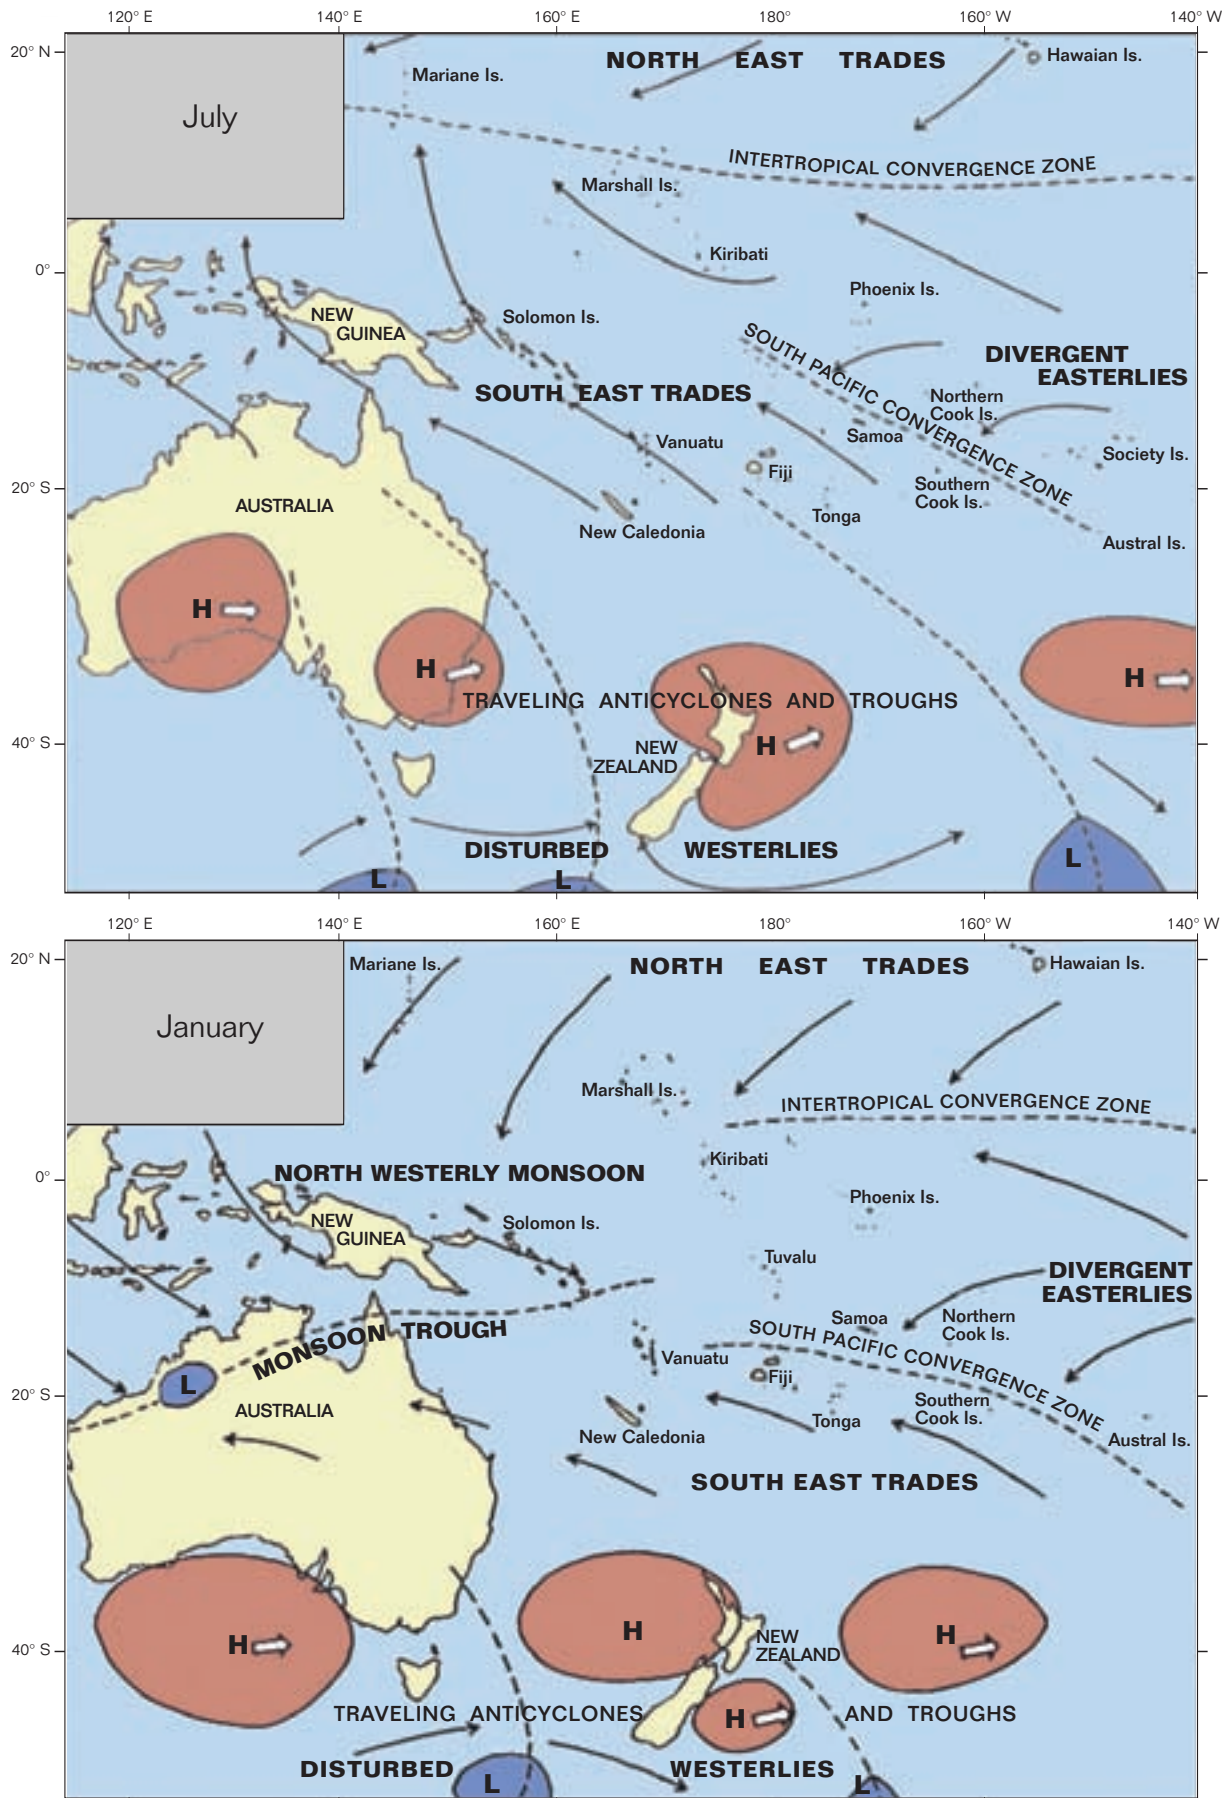 120° E 140° E 160° E 180° 160° W 140° W
20° N
NORTH EAST TRADES
Hawaian Is.
Mariane Is.
July
INTERTROPICAL CONVERGENCE ZONE
Marshall Is.
Kiribati
0°
Phoenix Is.
NEW
GUINEA
Solomon Is.
SOUTH PACIFIC CONVERGENCE ZONE
DIVERGENT
EASTERLIES
SOUTH EAST TRADES
Northern
Cook Is.
Samoa
Vanuatu
Society Is.
Fiji
20° S
AUSTRALIA
Southern
Cook Is.
Tonga
New Caledonia
Austral Is.
H
H
H
TRAVELING ANTICYCLONES AND TROUGHS
40° S
NEW
ZEALAND
H
DISTURBED WESTERLIES
L
L
L
120° E 140° E 160° E 180° 160° W 140° W
20° N
Mariane Is.
NORTH EAST TRADES
Hawaian Is.
January
Marshall Is.
INTERTROPICAL CONVERGENCE ZONE
Kiribati
0°
NORTH WESTERLY MONSOON
Phoenix Is.
NEW
GUINEA
Solomon Is.
Tuvalu
DIVERGENT
EASTERLIES
Samoa
Northern
Cook Is.
MONSOON TROUGH
SOUTH PACIFIC CONVERGENCE ZONE
Vanuatu
Fiji
L
20° S
AUSTRALIA
Southern
Cook Is.
Tonga
New Caledonia
Austral Is.
SOUTH EAST TRADES
H
H
H
40° S
NEW
ZEALAND
TRAVELING ANTICYCLONES AND TROUGHS
H
DISTURBED WESTERLIES
L
L